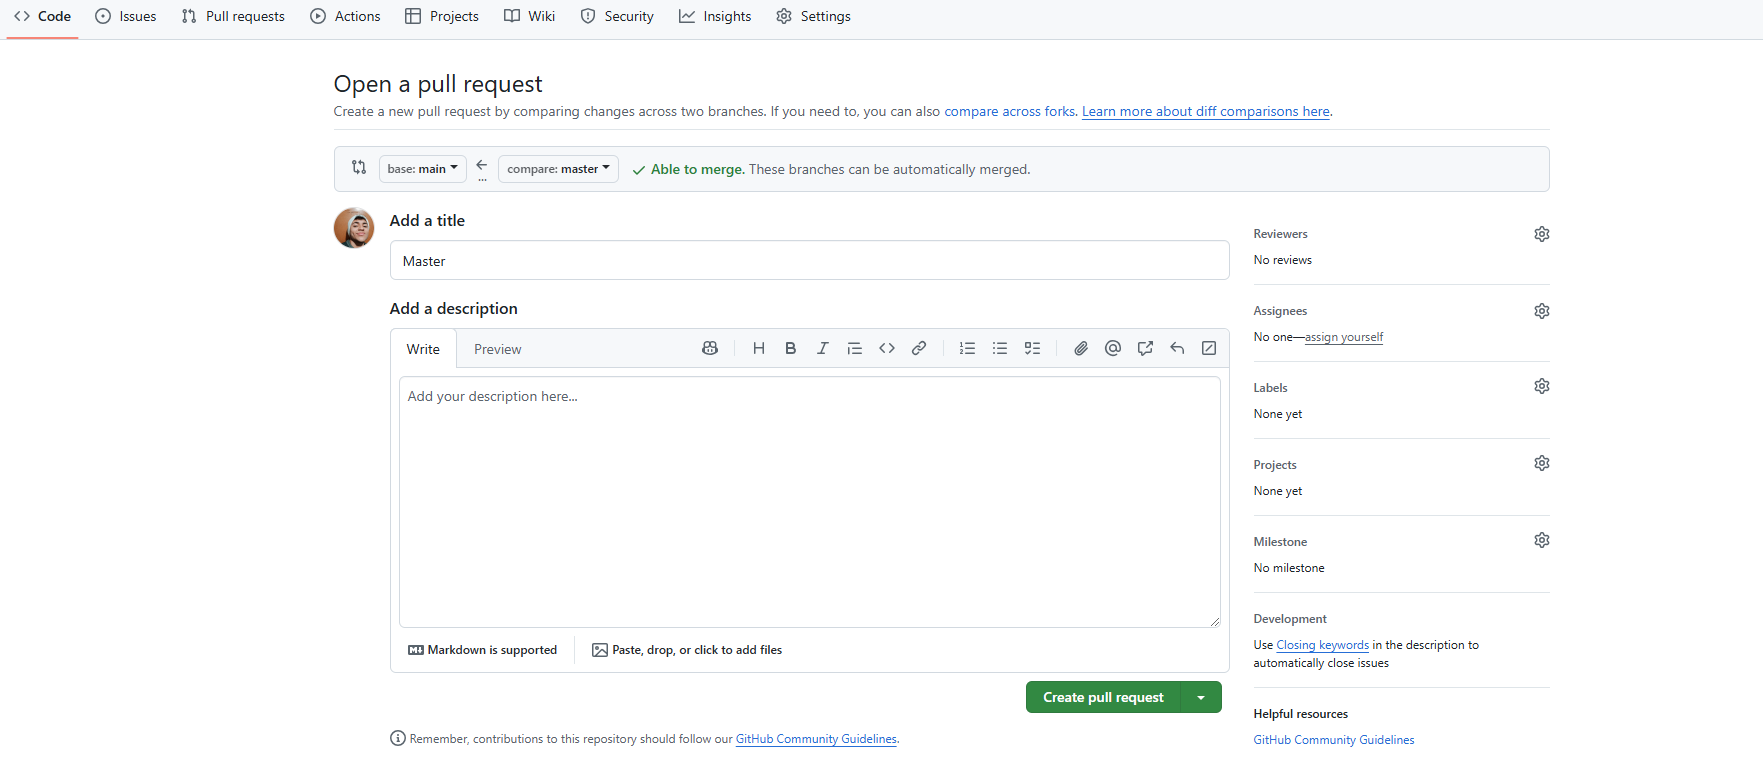 Code Issues Pull requests Actions Projects Wiki Security Insights Settings
Open a pull request
Create a new pull request by comparing changes across two branches. If you need to, you can also compare across forks. Learn more about diff comparisons here.
base: main ← ... compare: master ✓ Able to merge. These branches can be automatically merged.
Add a title
Master
Add a description
Write Preview
Add your description here...
Markdown is supported Paste, drop, or click to add files
Create pull request
Remember, contributions to this repository should follow our GitHub Community Guidelines.
Reviewers
No reviews
Assignees
No one—assign yourself
Labels
None yet
Projects
None yet
Milestone
No milestone
Development
Use Closing keywords in the description to
automatically close issues
Helpful resources
GitHub Community Guidelines